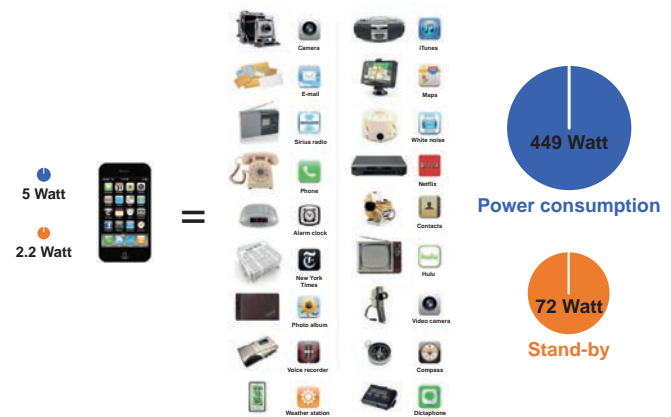 5 Watt
2.2 Watt
=
Camera
iTunes
E-mail
Maps
Sirius radio
White noise
Phone
NETFLIX
Netflix
Alarm clock
Contacts
New York
Times
hulu
Hulu
Photo album
Video camera
Voice recorder
Compass
Weather station
Dictaphone
449 Watt
Power consumption
72 Watt
Stand-by